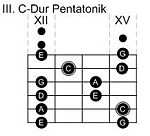 III. C-Dur Pentatonik
XII XV
E G
C D
G A
D E
A C
E G